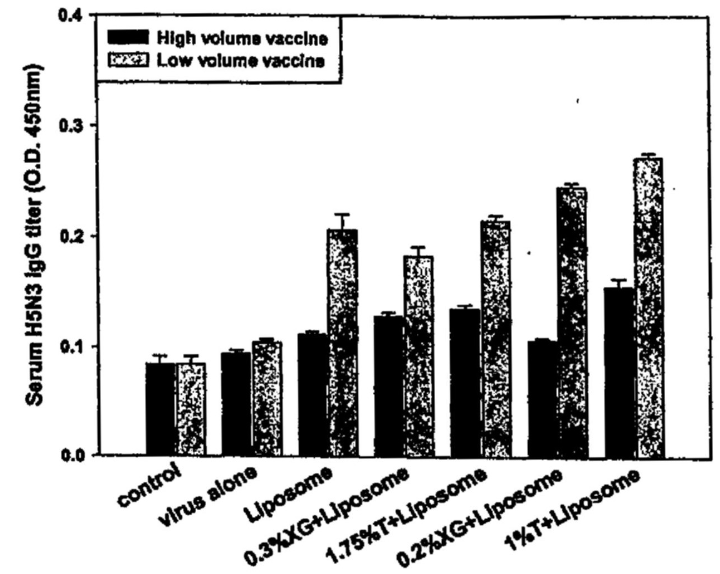 Serum H5N3 IgG titer (O.D. 450nm)
0.4
0.3
0.2
0.1
0.0
High volume vaccine
Low volume vaccine
control
virus alone
Liposome
0.3%XG+Liposome
1.75%T+Liposome
0.2%XG+Liposome
1%T+Liposome